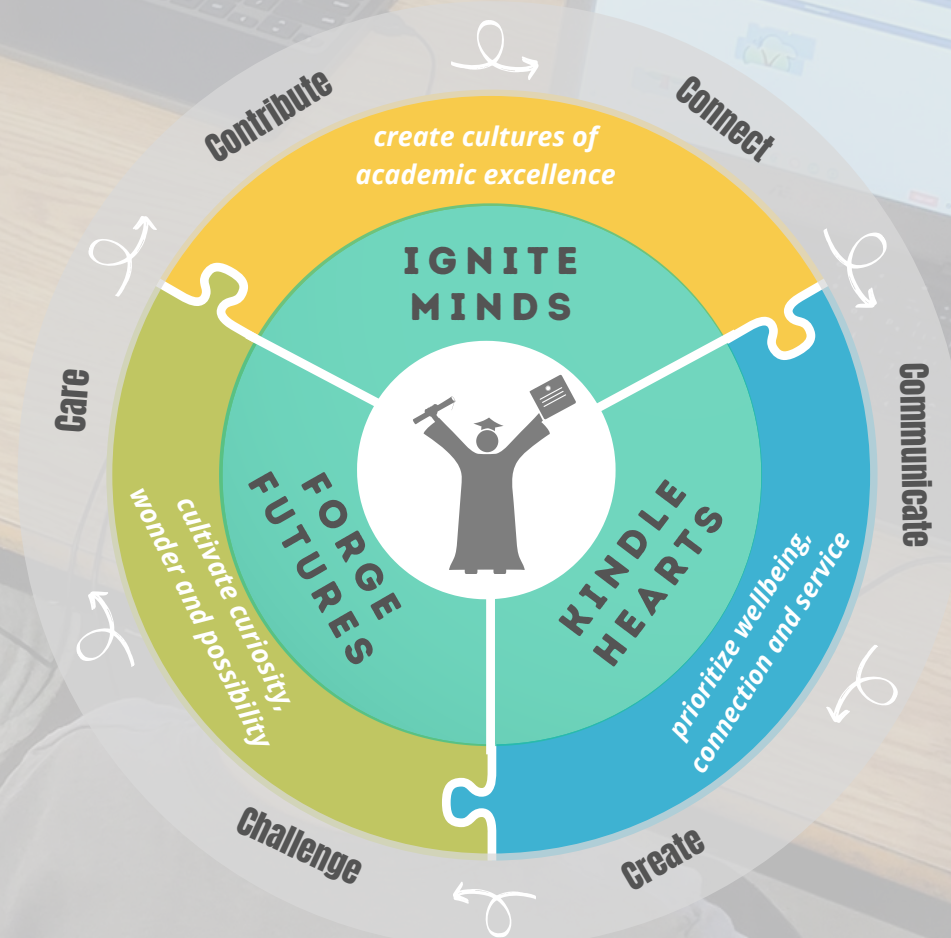 Contribute
Connect
create cultures of
academic excellence
IGNITE
MINDS
Care
Communicate
FORGE
FUTURES
cultivate curiosity,
wonder and possibility
KINDLE
HEARTS
prioritize wellbeing,
connection and service
Challenge
Create